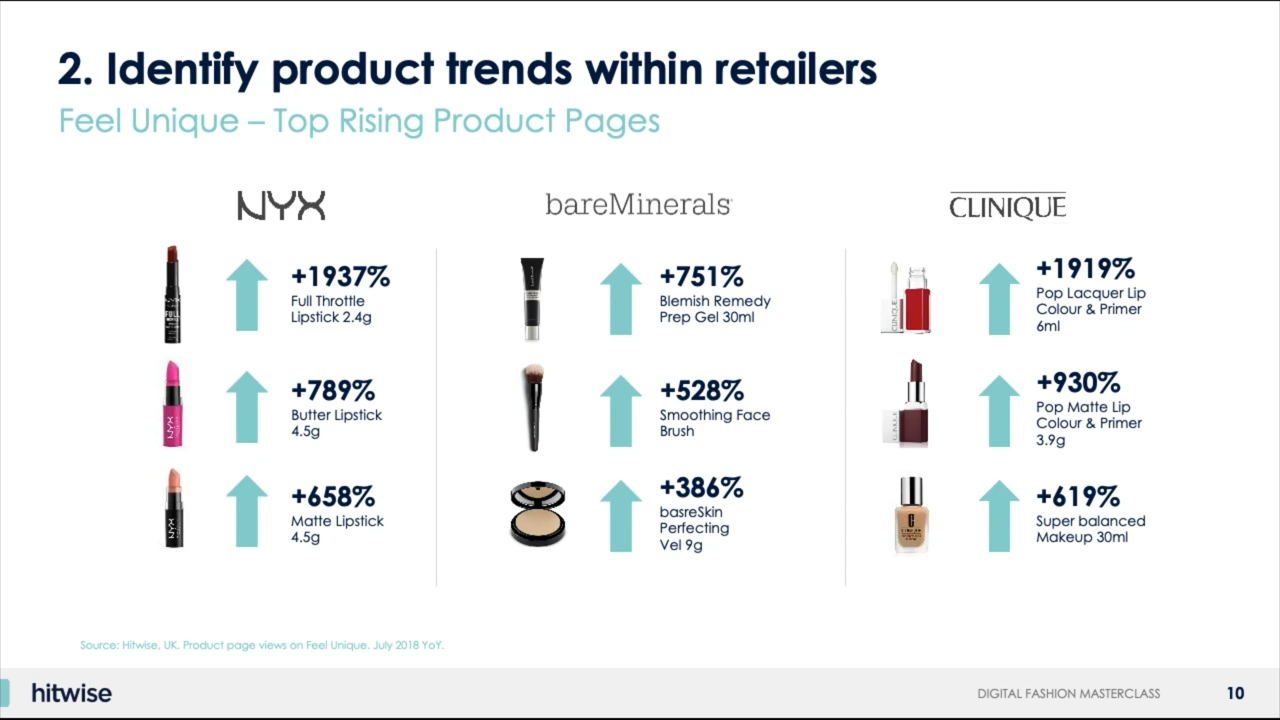 2. Identify product trends within retailers
Feel Unique – Top Rising Product Pages
NYX
+1937%
Full Throttle
Lipstick 2.4g
+789%
Butter Lipstick
4.5g
+658%
Matte Lipstick
4.5g
bareMinerals
+751%
Blemish Remedy
Prep Gel 30ml
+528%
Smoothing Face
Brush
+386%
basreSkin
Perfecting
Vel 9g
CLINIQUE
+1919%
Pop Lacquer Lip
Colour & Primer
6ml
+930%
Pop Matte Lip
Colour & Primer
3.9g
+619%
Super balanced
Makeup 30ml
Source: Hitwise, UK. Product page views on Feel Unique. July 2018 YoY.
hitwise
DIGITAL FASHION MASTERCLASS
10